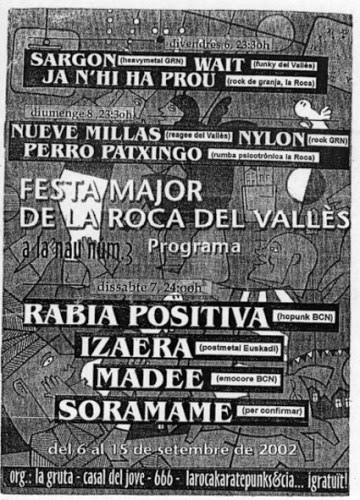 divendres 6, 23:30h
SARGON (heavymetal GRN) WAIT (funky del Vallès)
JA N'HI HA PROU (rock de granja, la Roca)
diumenge 8, 23:30h
NUEVE MILLAS (reagee del Vallès) NYLON (rock GRN)
PERRO PATXINGO (rumba psicotrónica la Roca)
FESTA MAJOR
DE LA ROCA DEL VALLÈS
a la nau núm.3 Programa
dissabte 7, 24:00h
RABIA POSITIVA (hopunk BCN)
IZAERA (postmetal Euskadi)
MADEE (emocore BCN)
SORAMAME (per confirmar)
del 6 al 15 de setembre de 2002
org.: la gruta - casal del jove - 666 - larocakaratepunks&cia... ¡gratuït!